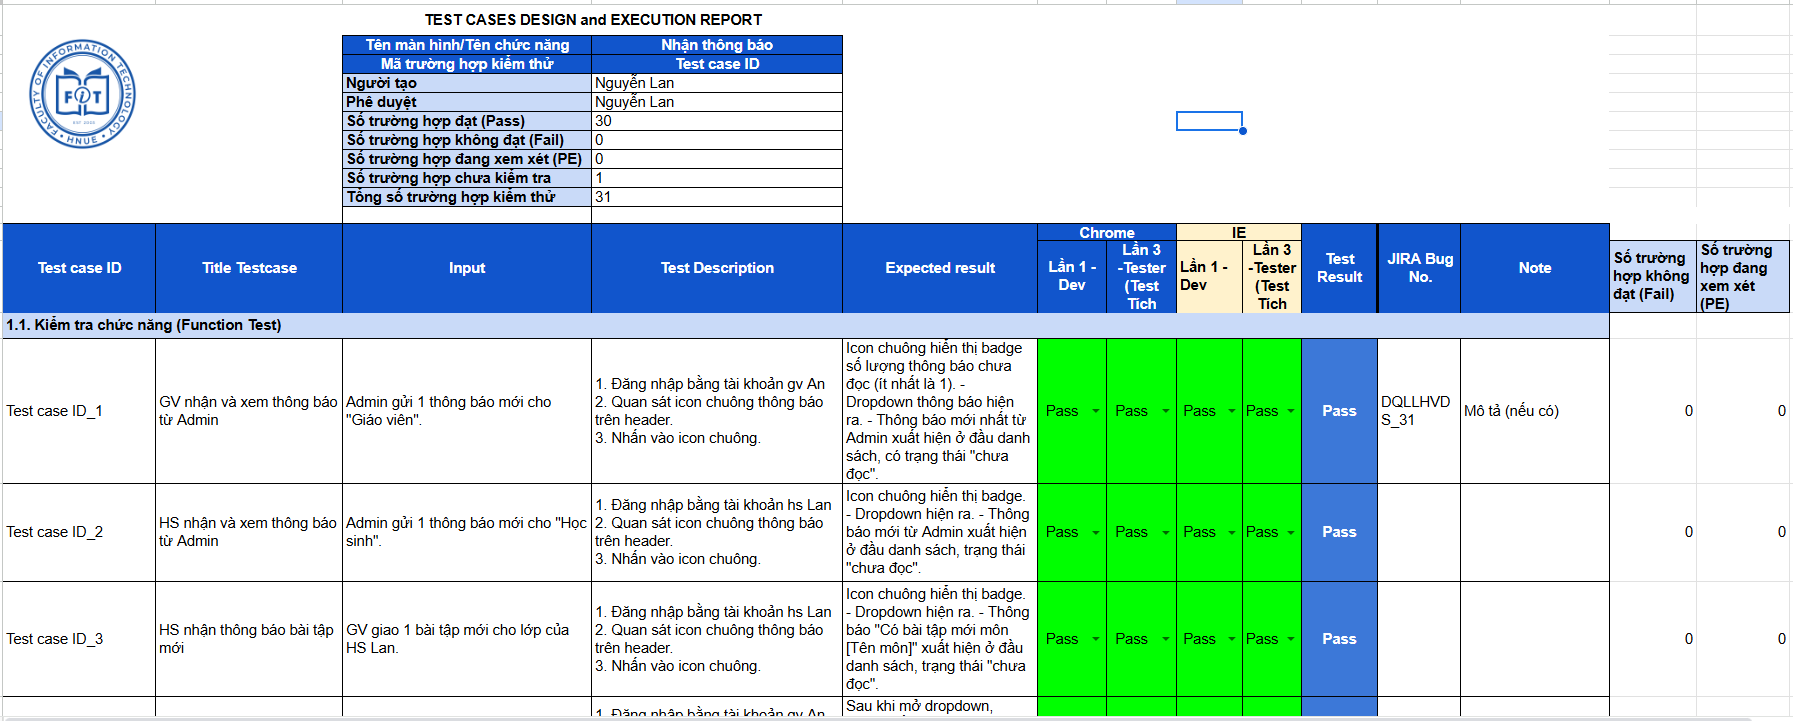 TEST CASES DESIGN and EXECUTION REPORT
FACULTY OF INFORMATION TECHNOLOGY
FiT
HNUE
Tên màn hình/Tên chức năng
Nhận thông báo
Mã trường hợp kiểm thử
Test case ID
Người tạo
Nguyễn Lan
Phê duyệt
Nguyễn Lan
Số trường hợp đạt (Pass)
30
Số trường hợp không đạt (Fail)
0
Số trường hợp đang xem xét (PE)
0
Số trường hợp chưa kiểm tra
1
Tổng số trường hợp kiểm thử
31
Test case ID
Title Testcase
Input
Test Description
Expected result
Chrome
Lần 1 -
Dev
Lần 3
-Tester
(Test
Tích
IE
Lần 1 -
Dev
Lần 3
-Tester
(Test
Tích
Test
Result
JIRA Bug
No.
Note
Số trường
hợp không
đạt (Fail)
Số trường
hợp đang
xem xét
(PE)
1.1. Kiểm tra chức năng (Function Test)
Test case ID_1
GV nhận và xem thông báo
từ Admin
Admin gửi 1 thông báo mới cho
"Giáo viên".
1. Đăng nhập bằng tài khoản gv An
2. Quan sát icon chuông thông báo
trên header.
3. Nhấn vào icon chuông.
Icon chuông hiển thị badge
số lượng thông báo chưa
đọc (ít nhất là 1). -
Dropdown thông báo hiện
ra. - Thông báo mới nhất từ
Admin xuất hiện ở đầu danh
sách, có trạng thái "chưa
đọc".
Pass
Pass
Pass
Pass
Pass
DQLLHVD
S_31
Mô tả (nếu có)
0
0
Test case ID_2
HS nhận và xem thông báo
từ Admin
Admin gửi 1 thông báo mới cho "Học
sinh".
1. Đăng nhập bằng tài khoản hs Lan
2. Quan sát icon chuông thông báo
trên header.
3. Nhấn vào icon chuông.
Icon chuông hiển thị badge.
- Dropdown hiện ra. - Thông
báo mới từ Admin xuất hiện
ở đầu danh sách, trạng thái
"chưa đọc".
Pass
Pass
Pass
Pass
Pass
0
0
Test case ID_3
HS nhận thông báo bài tập
mới
GV giao 1 bài tập mới cho lớp của
HS Lan.
1. Đăng nhập bằng tài khoản hs Lan
2. Quan sát icon chuông thông báo
trên header.
3. Nhấn vào icon chuông.
Icon chuông hiển thị badge.
- Dropdown hiện ra. - Thông
báo "Có bài tập mới môn
[Tên môn]" xuất hiện ở đầu
danh sách, trạng thái "chưa
đọc".
Pass
Pass
Pass
Pass
Pass
0
0
1. Đăng nhập bằng tài khoản gv An
Sau khi mở dropdown,